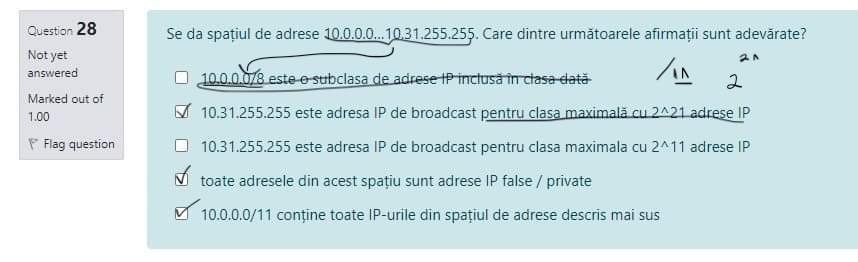 Question 28
Not yet
answered
Marked out of
1.00
Flag question
Se da spațiul de adrese 10.0.0.0...10.31.255.255. Care dintre următoarele afirmații sunt adevărate?
10.0.0.0/8 este o subclasa de adrese IP inclusă în clasa dată
10.31.255.255 este adresa IP de broadcast pentru clasa maximală cu 2^21 adrese IP
10.31.255.255 este adresa IP de broadcast pentru clasa maximala cu 2^11 adrese IP
toate adresele din acest spațiu sunt adrese IP false / private
10.0.0.0/11 conține toate IP-urile din spațiul de adrese descris mai sus